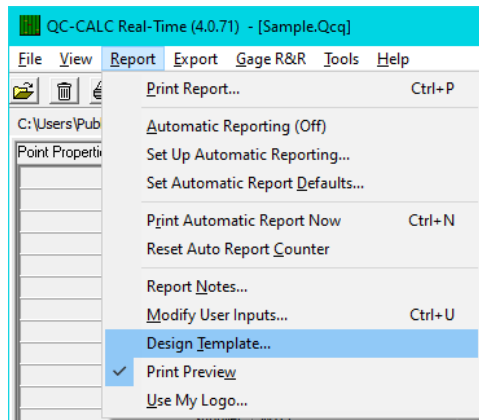 QC-CALC Real-Time (4.0.71) - [Sample.Qcq]
File View Report Export Gage R&R Tools Help
Print Report... Ctrl+P
C:\Users\Pub
Automatic Reporting (Off)
Point Properti
Set Up Automatic Reporting...
Set Automatic Report Defaults...
Print Automatic Report Now Ctrl+N
Reset Auto Report Counter
Report Notes...
Modify User Inputs... Ctrl+U
Design Template...
Print Preview
Use My Logo...